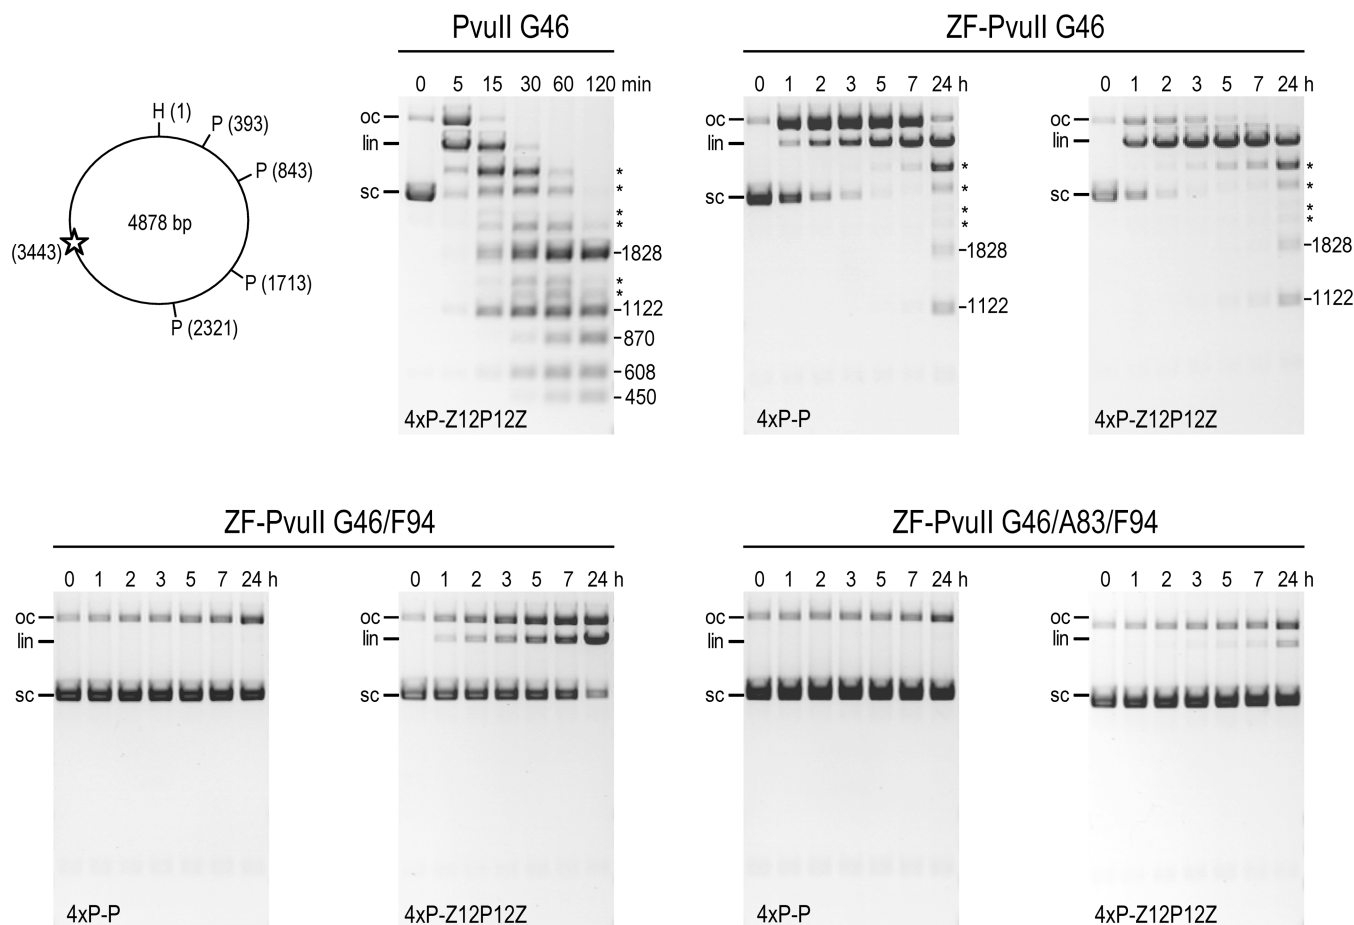 PvuII G46
ZF-PvuII G46
0 5 15 30 60 120 min
0 1 2 3 5 7 24 h
0 1 2 3 5 7 24 h
H (1)
P (393)
P (843)
4878 bp
(3443)
P (1713)
P (2321)
oc
lin
sc
*
*
*
*
1828
*
*
1122
870
608
450
4xP-Z12P12Z
oc
lin
sc
*
*
*
*
1828
1122
4xP-P
oc
lin
sc
*
*
*
*
1828
1122
4xP-Z12P12Z
ZF-PvuII G46/F94
ZF-PvuII G46/A83/F94
0 1 2 3 5 7 24 h
0 1 2 3 5 7 24 h
0 1 2 3 5 7 24 h
0 1 2 3 5 7 24 h
oc
lin
sc
4xP-P
oc
lin
sc
4xP-Z12P12Z
oc
lin
sc
4xP-P
oc
lin
sc
4xP-Z12P12Z